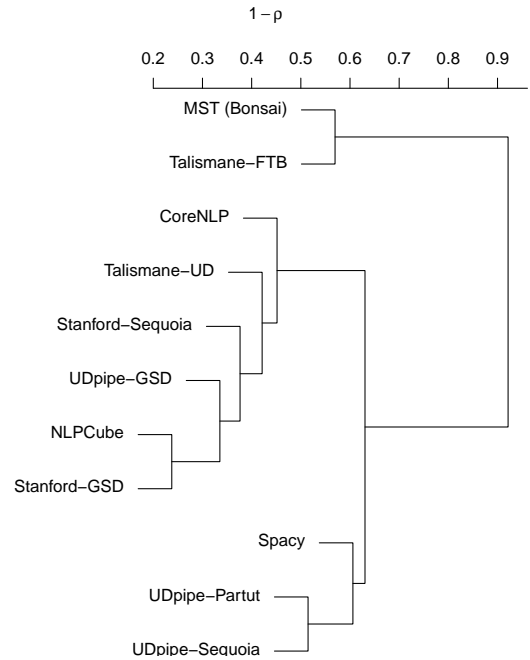 1 − ρ
0.2 0.3 0.4 0.5 0.6 0.7 0.8 0.9
MST (Bonsai)
Talismane−FTB
CoreNLP
Talismane−UD
Stanford−Sequoia
UDpipe−GSD
NLPCube
Stanford−GSD
Spacy
UDpipe−Partut
UDpipe−Sequoia